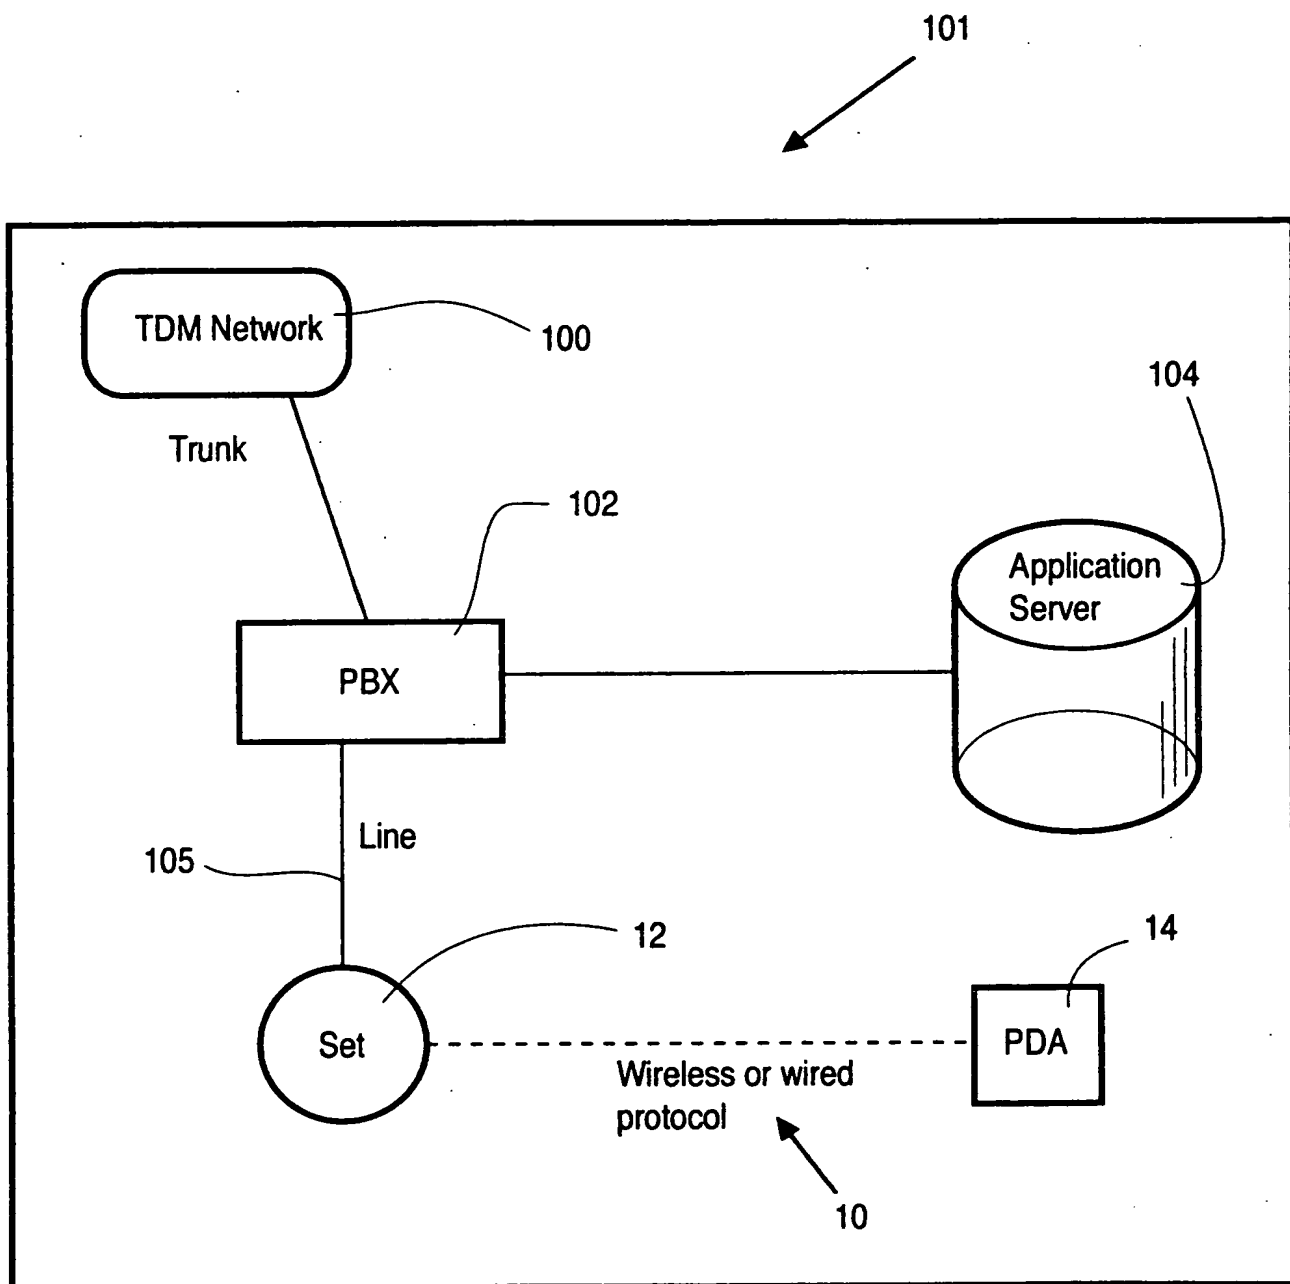 101
TDM Network
100
Trunk
104
102
Application
Server
PBX
Line
105
12
14
Set
PDA
Wireless or wired
protocol
10